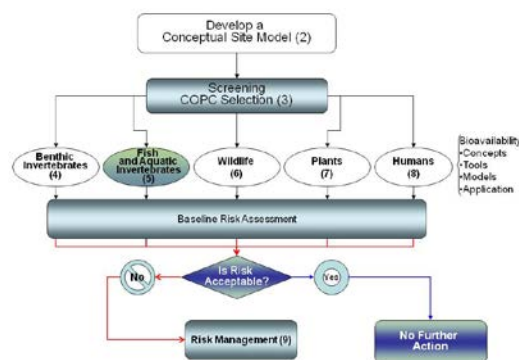 Develop a
Conceptual Site Model (2)
Screening
COPC Selection (3)
Benthic
Invertebrates
(4)
Fish
and Aquatic
Invertebrates
(5)
Wildlife
(6)
Plants
(7)
Humans
(8)
Bioavailability
•Concepts
•Tools
•Models
•Application
Baseline Risk Assessment
No
Is Risk
Acceptable?
Yes
Risk Management (9)
No Further
Action